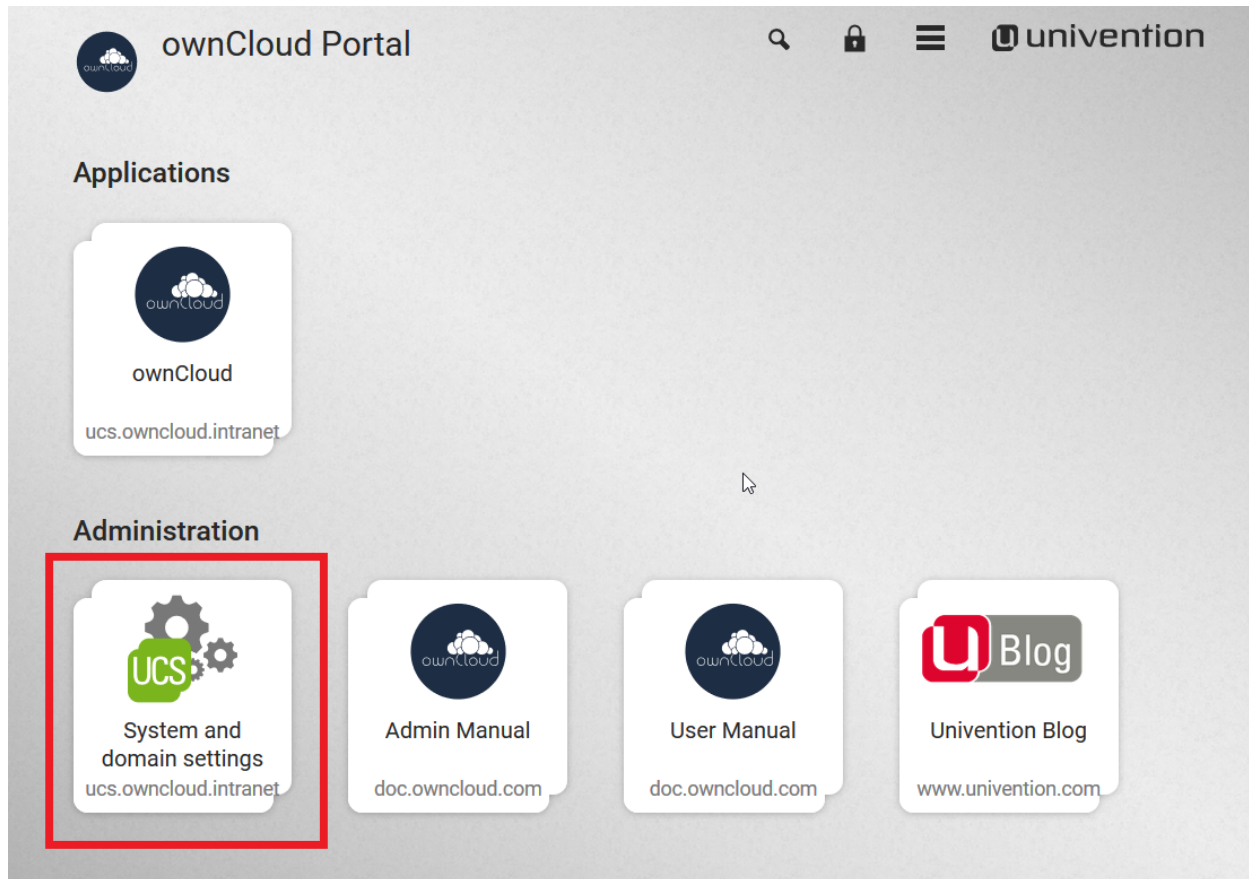 ownCloud
ownCloud Portal
univention
Applications
ownCloud
ownCloud
ucs.owncloud.intranet
Administration
UCS
System and
domain settings
ucs.owncloud.intranet
ownCloud
Admin Manual
doc.owncloud.com
ownCloud
User Manual
doc.owncloud.com
u Blog
Univention Blog
www.univention.com